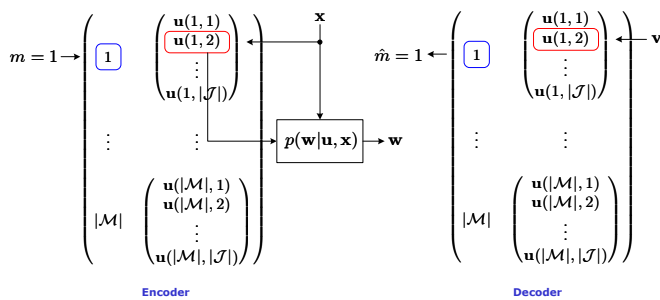 m = 1
1
u(1, 1)
u(1, 2)
⋮
u(1, |𝒥|)
⋮ ⋮
|ℳ|
u(|ℳ|, 1)
u(|ℳ|, 2)
⋮
u(|ℳ|, |𝒥|)
x
p(w|u, x)
w
Encoder
m̂ = 1
1
u(1, 1)
u(1, 2)
⋮
u(1, |𝒥|)
v
⋮ ⋮
|ℳ|
u(|ℳ|, 1)
u(|ℳ|, 2)
⋮
u(|ℳ|, |𝒥|)
Decoder